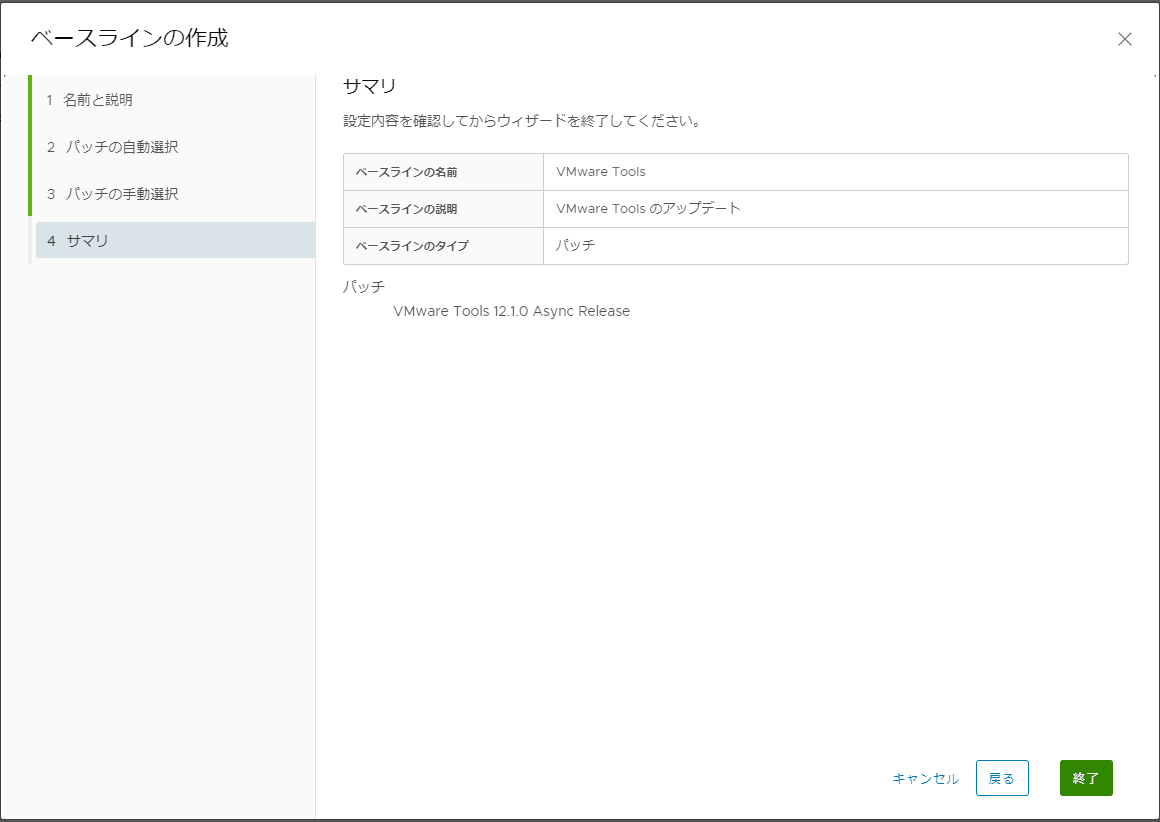 ベースラインの作成
1 名前と説明
2 パッチの自動選択
3 パッチの手動選択
4 サマリ
サマリ
設定内容を確認してからウィザードを終了してください。
ベースラインの名前 VMware Tools
ベースラインの説明 VMware Tools のアップデート
ベースラインのタイプ パッチ
パッチ
VMware Tools 12.1.0 Async Release
キャンセル 戻る 終了